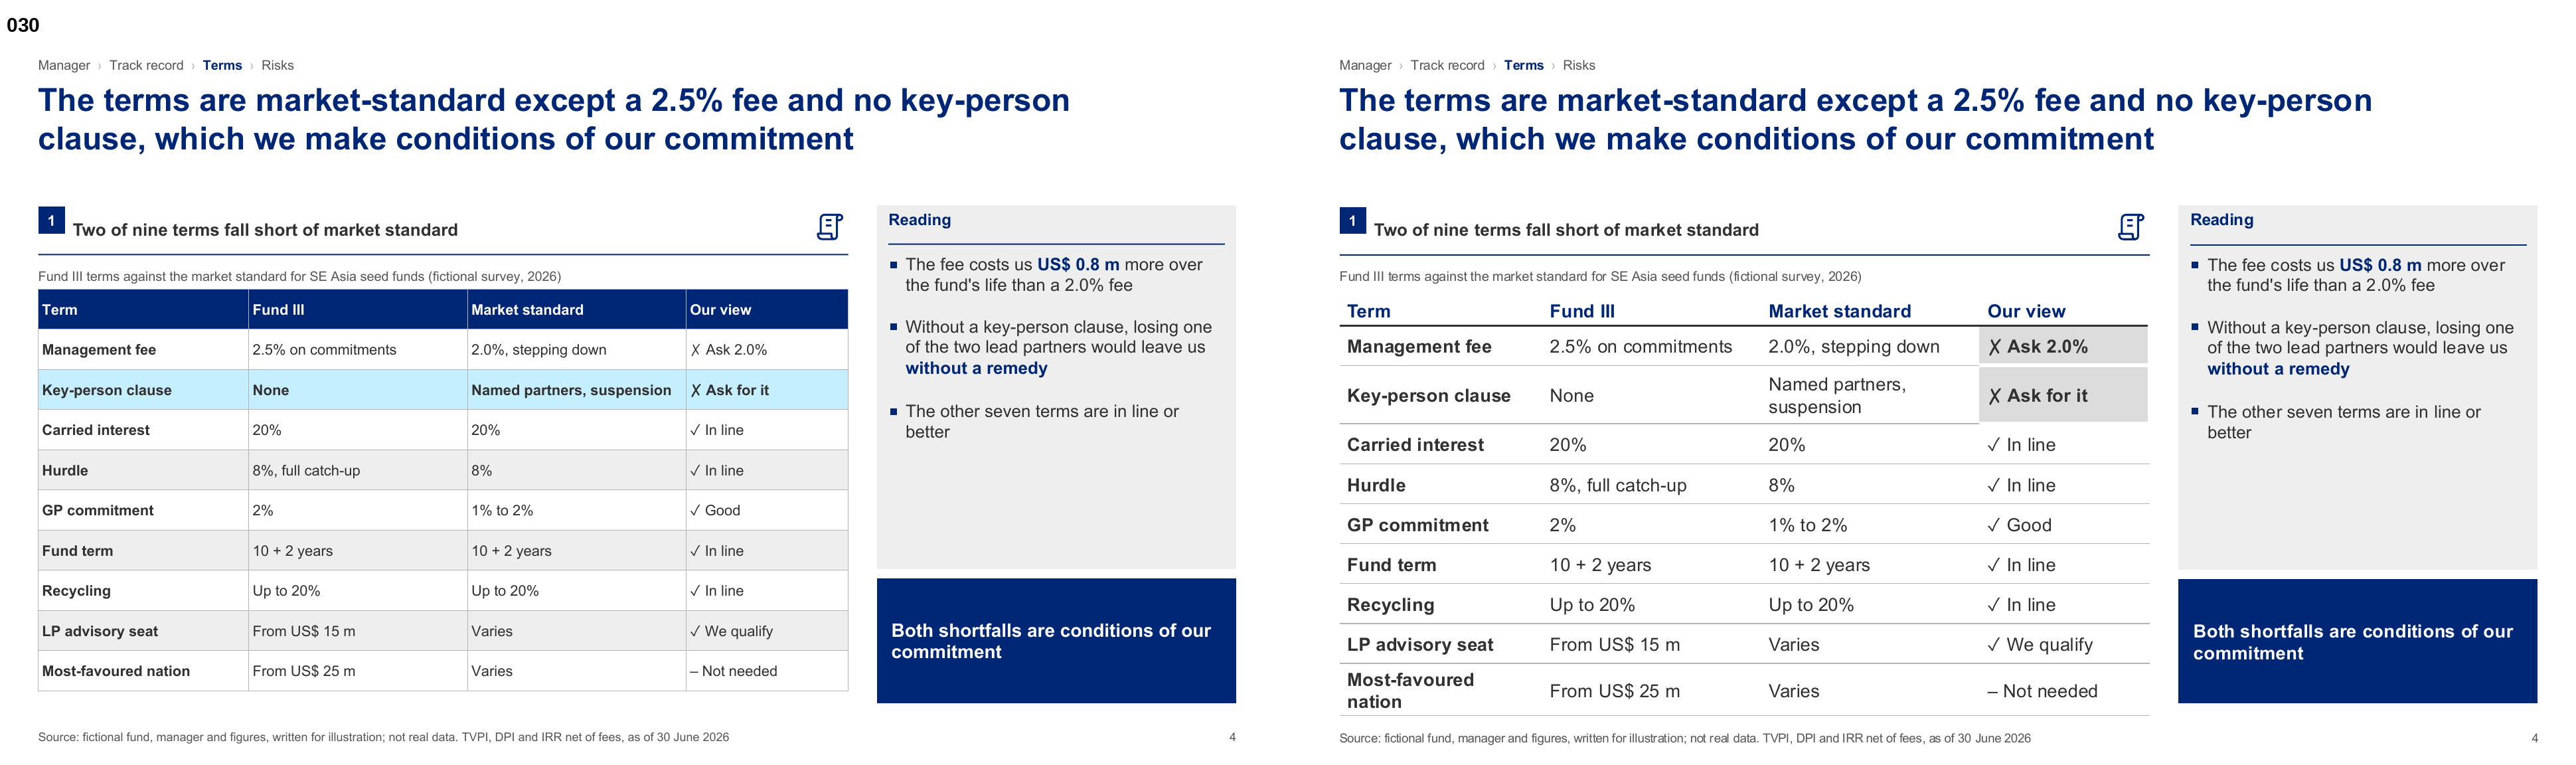 030
Manager › Track record › Terms › Risks
The terms are market-standard except a 2.5% fee and no key-person
clause, which we make conditions of our commitment
1 Two of nine terms fall short of market standard
Fund III terms against the market standard for SE Asia seed funds (fictional survey, 2026)
Term Fund III Market standard Our view
Management fee 2.5% on commitments 2.0%, stepping down ✗ Ask 2.0%
Key-person clause None Named partners, suspension ✗ Ask for it
Carried interest 20% 20% ✓ In line
Hurdle 8%, full catch-up 8% ✓ In line
GP commitment 2% 1% to 2% ✓ Good
Fund term 10 + 2 years 10 + 2 years ✓ In line
Recycling Up to 20% Up to 20% ✓ In line
LP advisory seat From US$ 15 m Varies ✓ We qualify
Most-favoured nation From US$ 25 m Varies – Not needed
Reading
▪ The fee costs us US$ 0.8 m more over
the fund's life than a 2.0% fee
▪ Without a key-person clause, losing one
of the two lead partners would leave us
without a remedy
▪ The other seven terms are in line or
better
Both shortfalls are conditions of our
commitment
Source: fictional fund, manager and figures, written for illustration; not real data. TVPI, DPI and IRR net of fees, as of 30 June 2026
4
Manager › Track record › Terms › Risks
The terms are market-standard except a 2.5% fee and no key-person
clause, which we make conditions of our commitment
1 Two of nine terms fall short of market standard
Fund III terms against the market standard for SE Asia seed funds (fictional survey, 2026)
Term Fund III Market standard Our view
Management fee 2.5% on commitments 2.0%, stepping down ✗ Ask 2.0%
Key-person clause None Named partners,
suspension ✗ Ask for it
Carried interest 20% 20% ✓ In line
Hurdle 8%, full catch-up 8% ✓ In line
GP commitment 2% 1% to 2% ✓ Good
Fund term 10 + 2 years 10 + 2 years ✓ In line
Recycling Up to 20% Up to 20% ✓ In line
LP advisory seat From US$ 15 m Varies ✓ We qualify
Most-favoured
nation From US$ 25 m Varies – Not needed
Reading
▪ The fee costs us US$ 0.8 m more over
the fund's life than a 2.0% fee
▪ Without a key-person clause, losing one
of the two lead partners would leave us
without a remedy
▪ The other seven terms are in line or
better
Both shortfalls are conditions of our
commitment
Source: fictional fund, manager and figures, written for illustration; not real data. TVPI, DPI and IRR net of fees, as of 30 June 2026
4